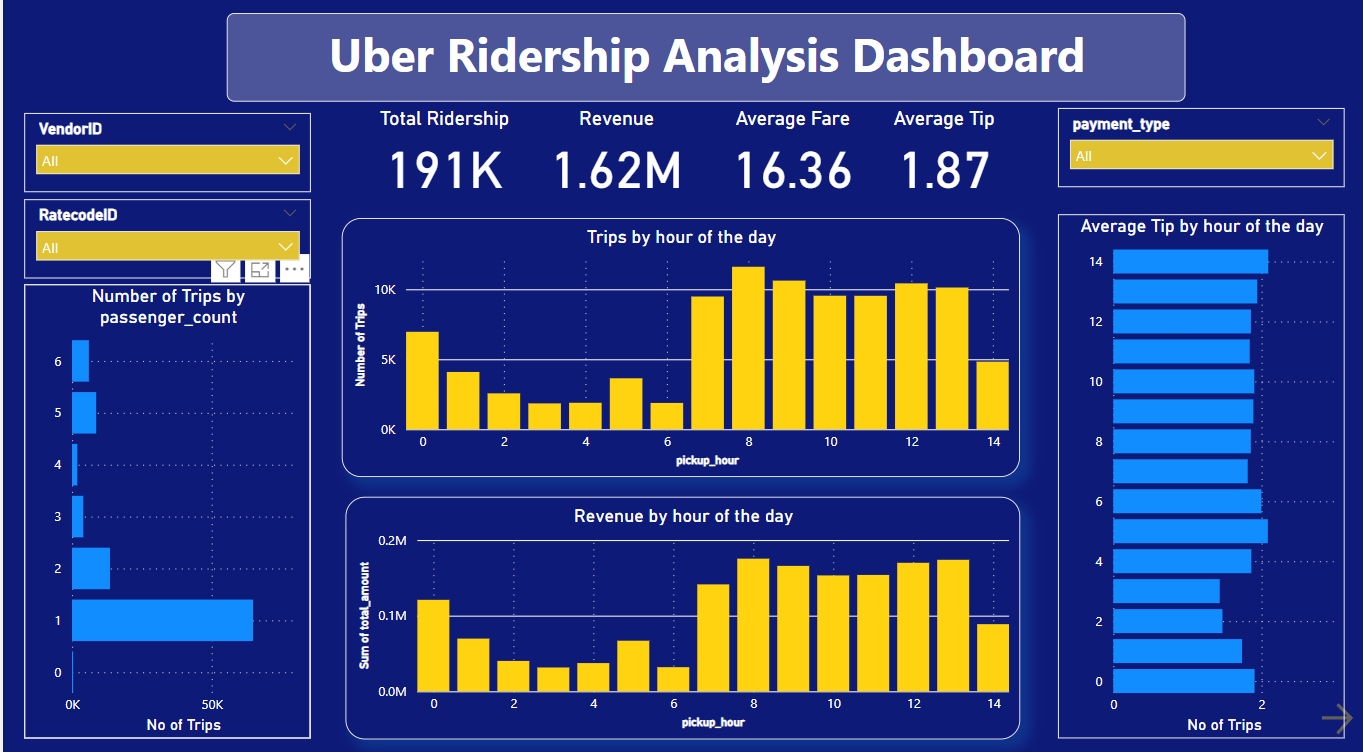 Uber Ridership Analysis Dashboard
VendorID
All
RatecodeID
All
Total Ridership
191K
Revenue
1.62M
Average Fare
16.36
Average Tip
1.87
payment_type
All
Number of Trips by
passenger_count
6
5
4
3
2
1
0
0K 50K
No of Trips
Trips by hour of the day
Number of Trips
10K
5K
0K
0 2 4 6 8 10 12 14
pickup_hour
Revenue by hour of the day
Sum of total_amount
0.2M
0.1M
0.0M
0 2 4 6 8 10 12 14
pickup_hour
Average Tip by hour of the day
14
12
10
8
6
4
2
0
0 2
No of Trips